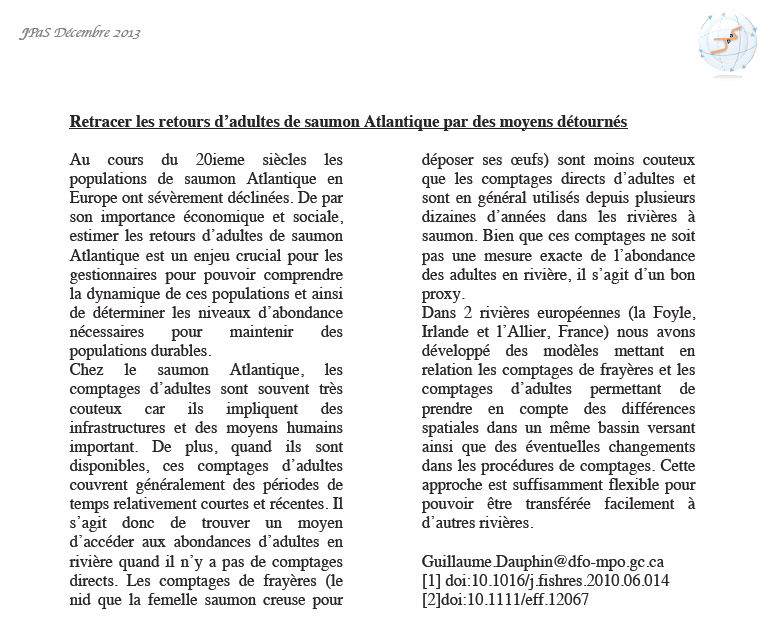 JPaS Décembre 2013
Retracer les retours d’adultes de saumon Atlantique par des moyens détournés
Au cours du 20ieme siècles les
populations de saumon Atlantique en
Europe ont sévèrement déclinées. De par
son importance économique et sociale,
estimer les retours d’adultes de saumon
Atlantique est un enjeu crucial pour les
gestionnaires pour pouvoir comprendre
la dynamique de ces populations et ainsi
de déterminer les niveaux d’abondance
nécessaires pour maintenir des
populations durables.
Chez le saumon Atlantique, les
comptages d’adultes sont souvent très
couteux car ils impliquent des
infrastructures et des moyens humains
important. De plus, quand ils sont
disponibles, ces comptages d’adultes
couvrent généralement des périodes de
temps relativement courtes et récentes. Il
s’agit donc de trouver un moyen
d’accéder aux abondances d’adultes en
rivière quand il n’y a pas de comptages
directs. Les comptages de frayères (le
nid que la femelle saumon creuse pour
déposer ses œufs) sont moins couteux
que les comptages directs d’adultes et
sont en général utilisés depuis plusieurs
dizaines d’années dans les rivières à
saumon. Bien que ces comptages ne soit
pas une mesure exacte de l’abondance
des adultes en rivière, il s’agit d’un bon
proxy.
Dans 2 rivières européennes (la Foyle,
Irlande et l’Allier, France) nous avons
développé des modèles mettant en
relation les comptages de frayères et les
comptages d’adultes permettant de
prendre en compte des différences
spatiales dans un même bassin versant
ainsi que des éventuelles changements
dans les procédures de comptages. Cette
approche est suffisamment flexible pour
pouvoir être transférée facilement à
d’autres rivières.
Guillaume.Dauphin@dfo-mpo.gc.ca
[1] doi:10.1016/j.fishres.2010.06.014
[2]doi:10.1111/eff.12067